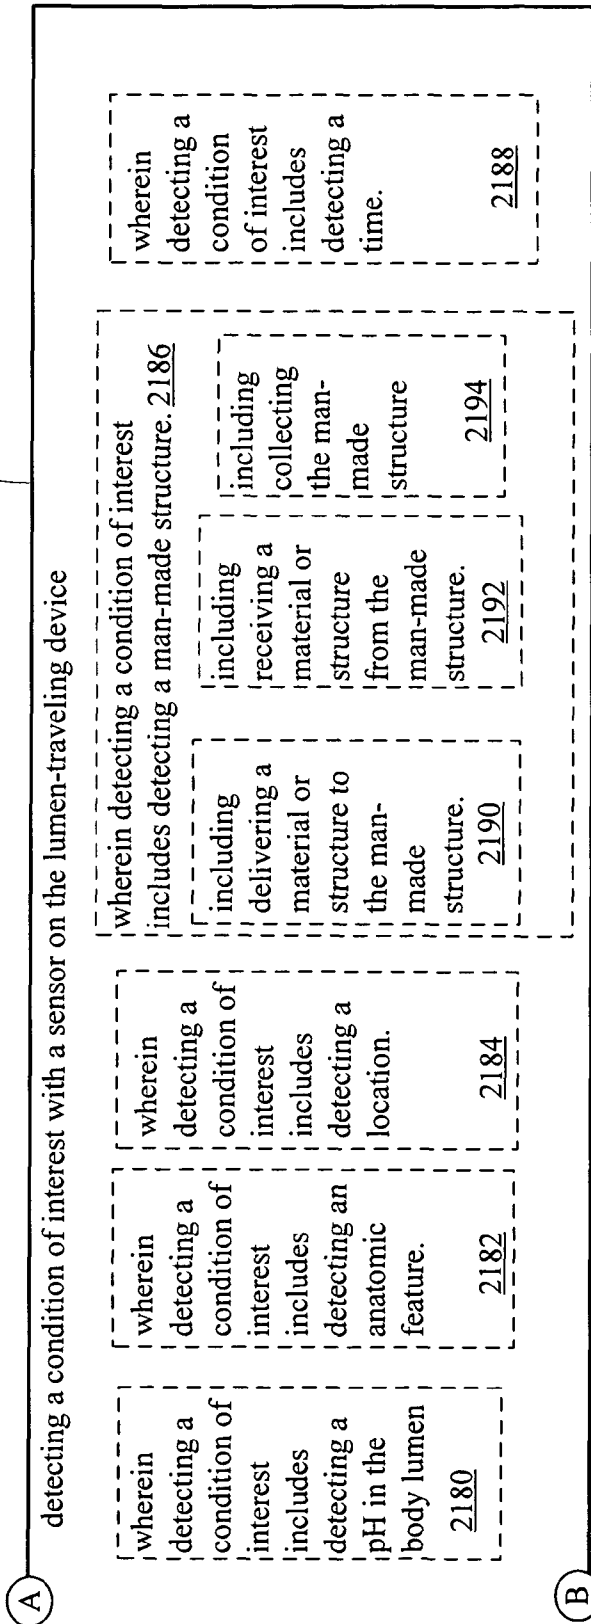 A
detecting a condition of interest with a sensor on the lumen-traveling device
wherein
detecting a
condition of
interest
includes
detecting a
pH in the
body lumen
2180
wherein
detecting a
condition of
interest
includes
detecting an
anatomic
feature.
2182
wherein
detecting a
condition of
interest
includes
detecting a
location.
2184
wherein detecting a condition of interest
includes detecting a man-made structure. 2186
including
delivering a
material or
structure to
the man-
made
structure.
2190
including
receiving a
material or
structure
from the
man-made
structure.
2192
including
collecting
the man-
made
structure
2194
wherein
detecting a
condition
of interest
includes
detecting a
time.
2188
B